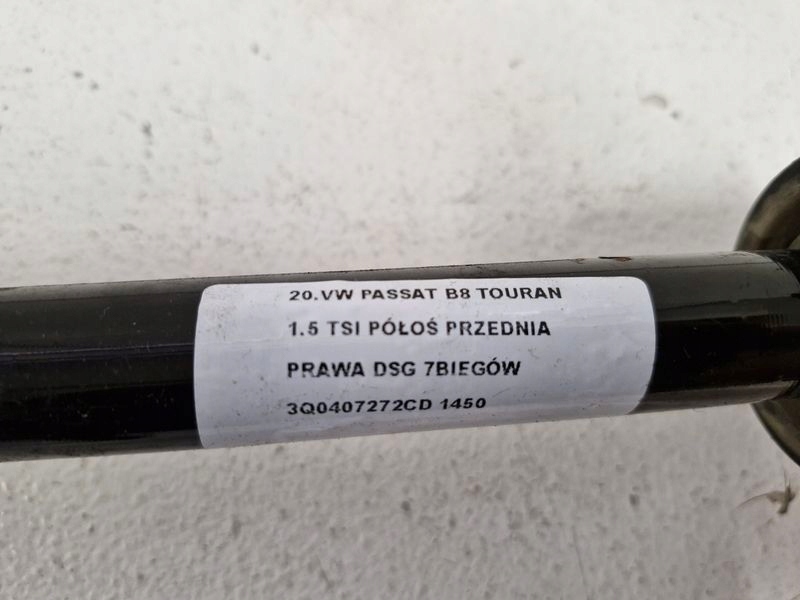 20.VW PASSAT B8 TOURAN
1.5 TSI PÓŁOŚ PRZEDNIA
PRAWA DSG 7BIEGÓW
3Q0407272CD 1450